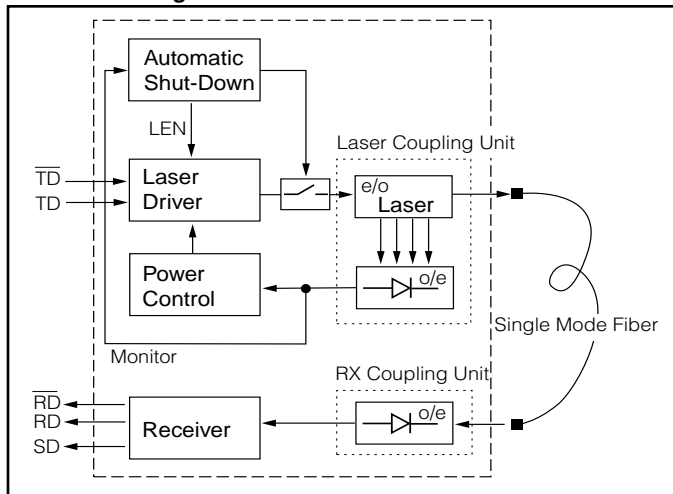 Automatic
Shut-Down
LEN
Laser Coupling Unit
TD
TD
Laser
Driver
e/o
Laser
Power
Control
o/e
Single Mode Fiber
Monitor
RX Coupling Unit
RD
RD
SD
Receiver
o/e